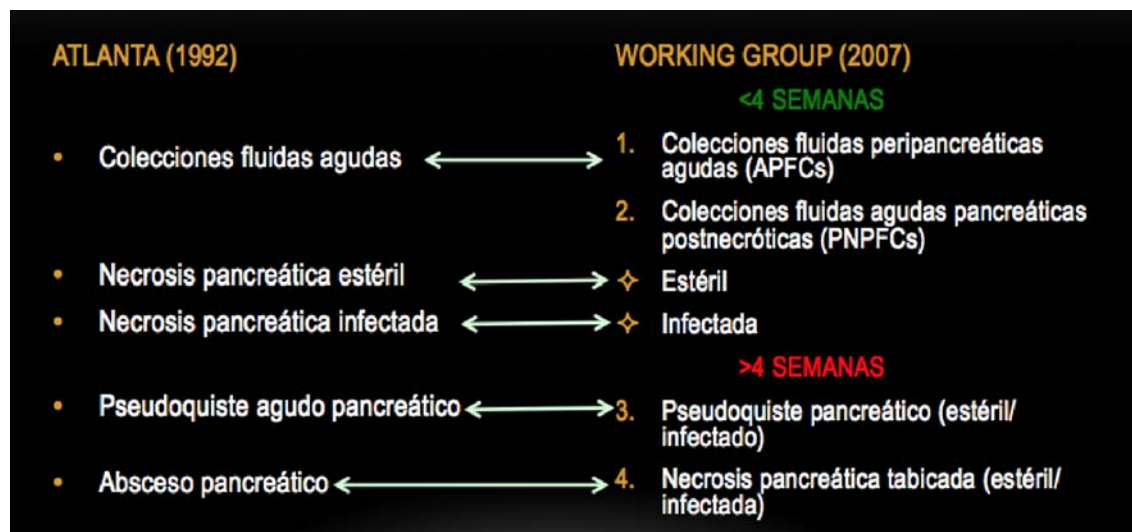 ATLANTA (1992)
• Colecciones fluidas agudas
• Necrosis pancreática estéril
• Necrosis pancreática infectada
• Pseudoquiste agudo pancreático
• Absceso pancreático
WORKING GROUP (2007)
<4 SEMANAS
1. Colecciones fluidas peripancreáticas
agudas (APFCs)
2. Colecciones fluidas agudas pancreáticas
postnecróticas (PNPFCs)
✧ Estéril
✧ Infectada
>4 SEMANAS
3. Pseudoquiste pancreático (estéril/
infectado)
4. Necrosis pancreática tabicada (estéril/
infectada)